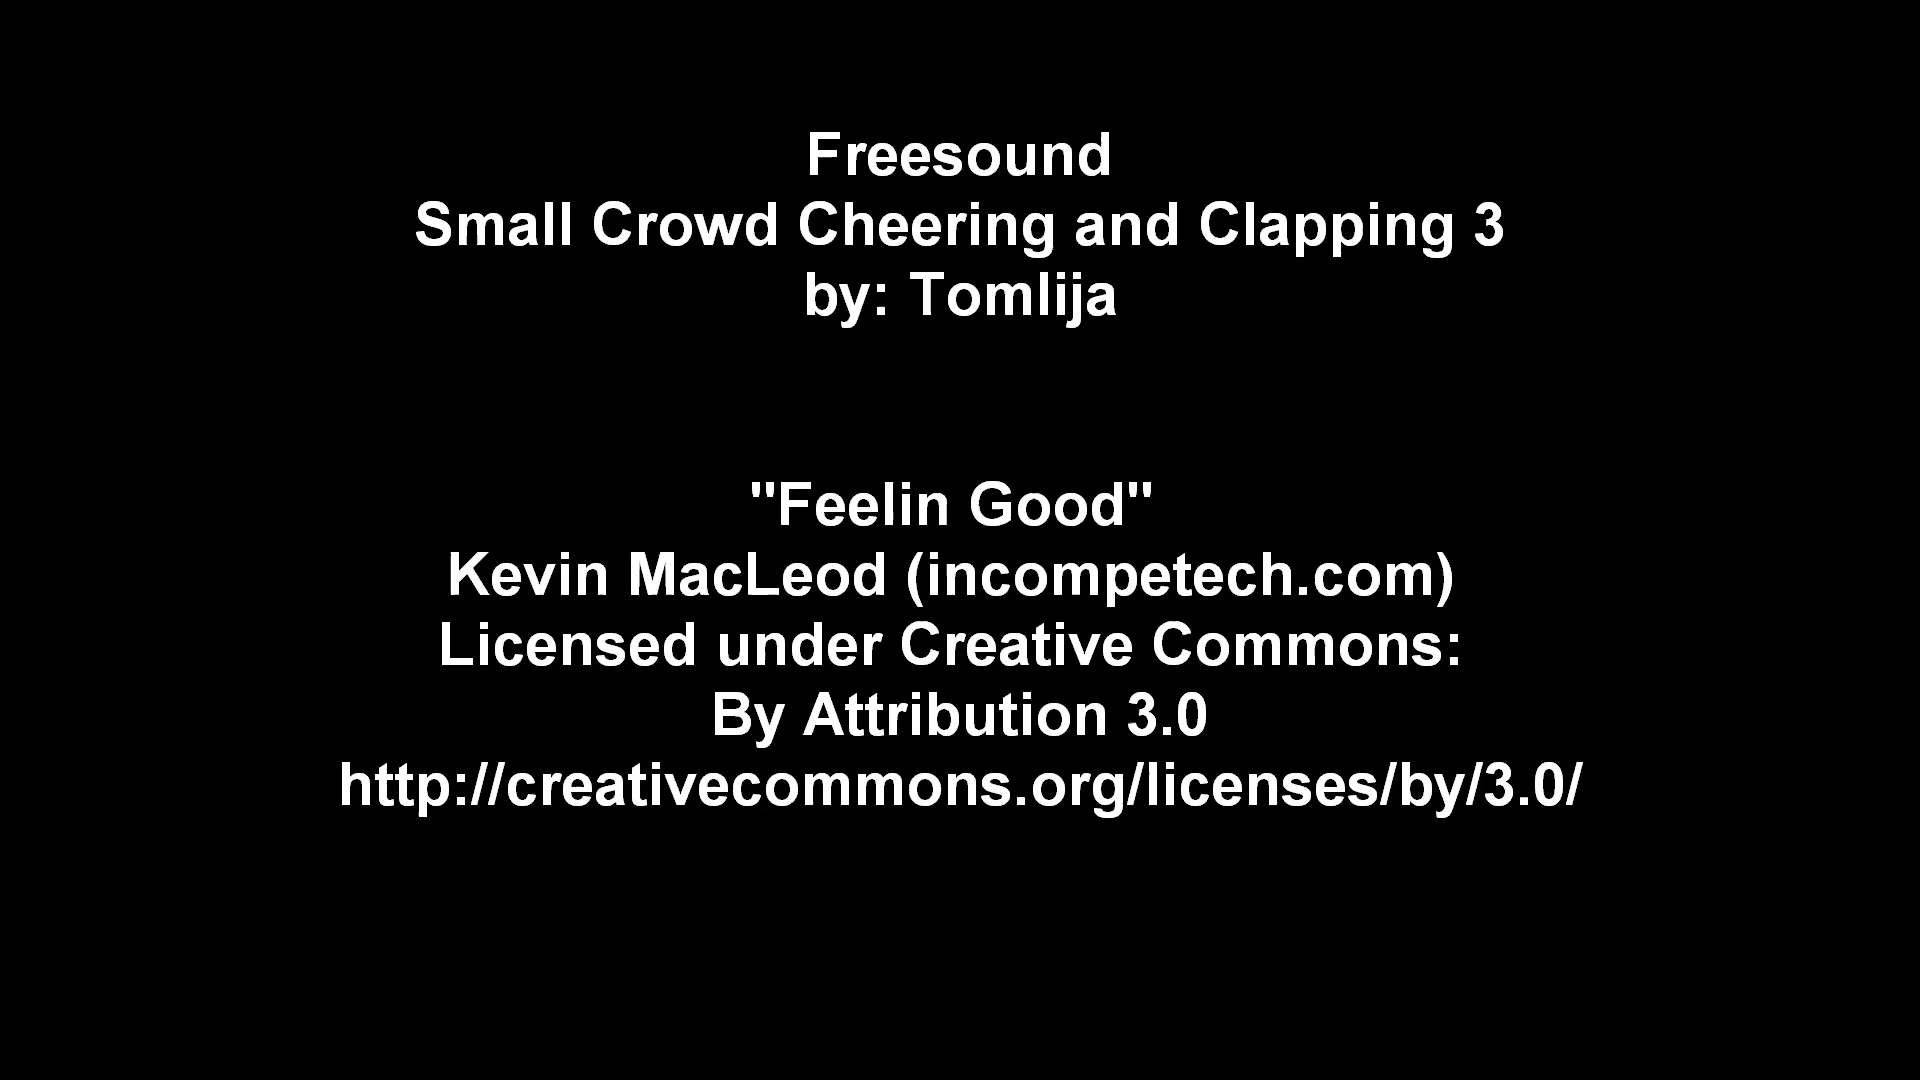 Freesound
Small Crowd Cheering and Clapping 3
by: Tomlija
"Feelin Good"
Kevin MacLeod (incompetech.com)
Licensed under Creative Commons:
By Attribution 3.0
http://creativecommons.org/licenses/by/3.0/